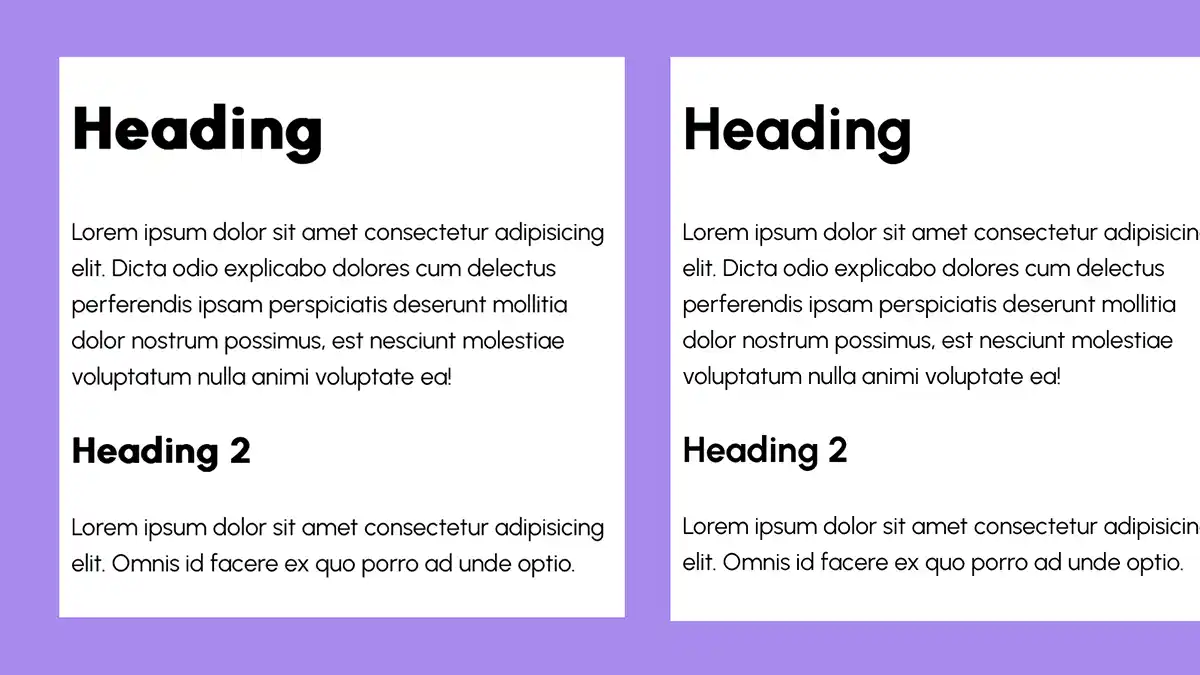 Heading
Lorem ipsum dolor sit amet consectetur adipisicing
elit. Dicta odio explicabo dolores cum delectus
perferendis ipsam perspiciatis deserunt mollitia
dolor nostrum possimus, est nesciunt molestiae
voluptatum nulla animi voluptate ea!
Heading 2
Lorem ipsum dolor sit amet consectetur adipisicing
elit. Omnis id facere ex quo porro ad unde optio.
Heading
Lorem ipsum dolor sit amet consectetur adipisicin
elit. Dicta odio explicabo dolores cum delectus
perferendis ipsam perspiciatis deserunt mollitia
dolor nostrum possimus, est nesciunt molestiae
voluptatum nulla animi voluptate ea!
Heading 2
Lorem ipsum dolor sit amet consectetur adipisicin
elit. Omnis id facere ex quo porro ad unde optio.